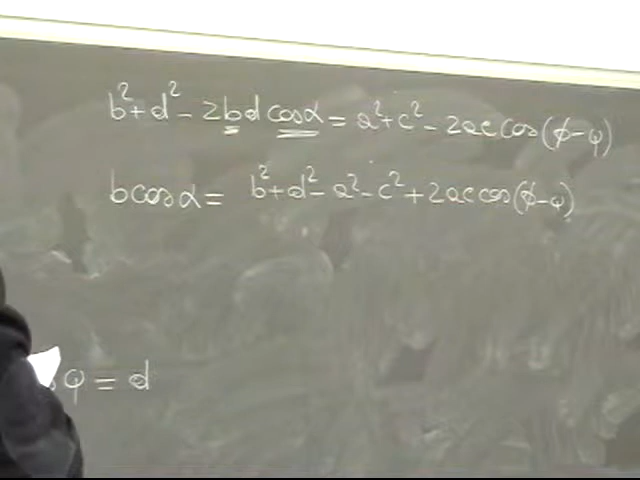 b² + d² - 2bd cosα = a² + c² - 2ac cos(ϕ-φ)
b cosα = b² + d² - a² - c² + 2ac cos(ϕ-φ)
φ = d